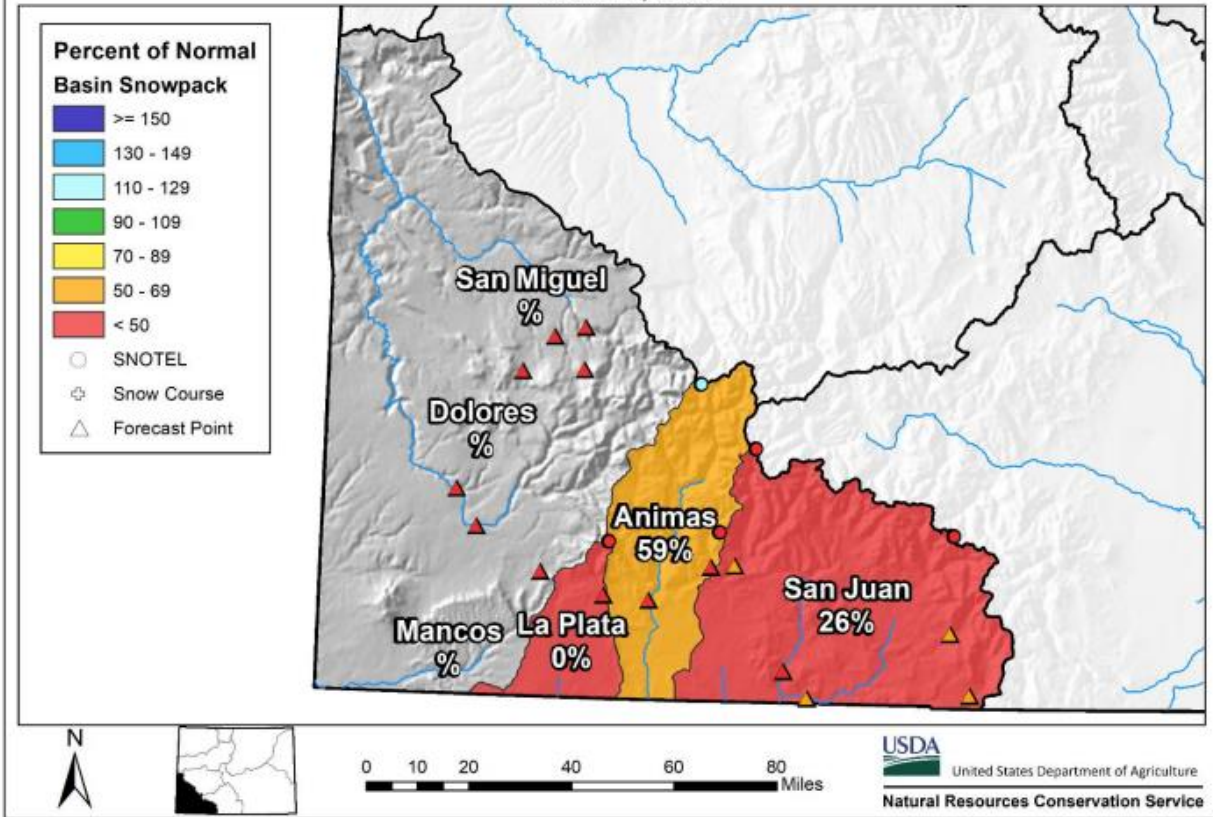 Percent of Normal
Basin Snowpack
>= 150
130 - 149
110 - 129
90 - 109
70 - 89
50 - 69
< 50
SNOTEL
Snow Course
Forecast Point
San Miguel
%
Dolores
%
Animas
59%
San Juan
26%
Mancos
%
La Plata
0%
N
0 10 20 40 60 80
Miles
USDA
United States Department of Agriculture
Natural Resources Conservation Service